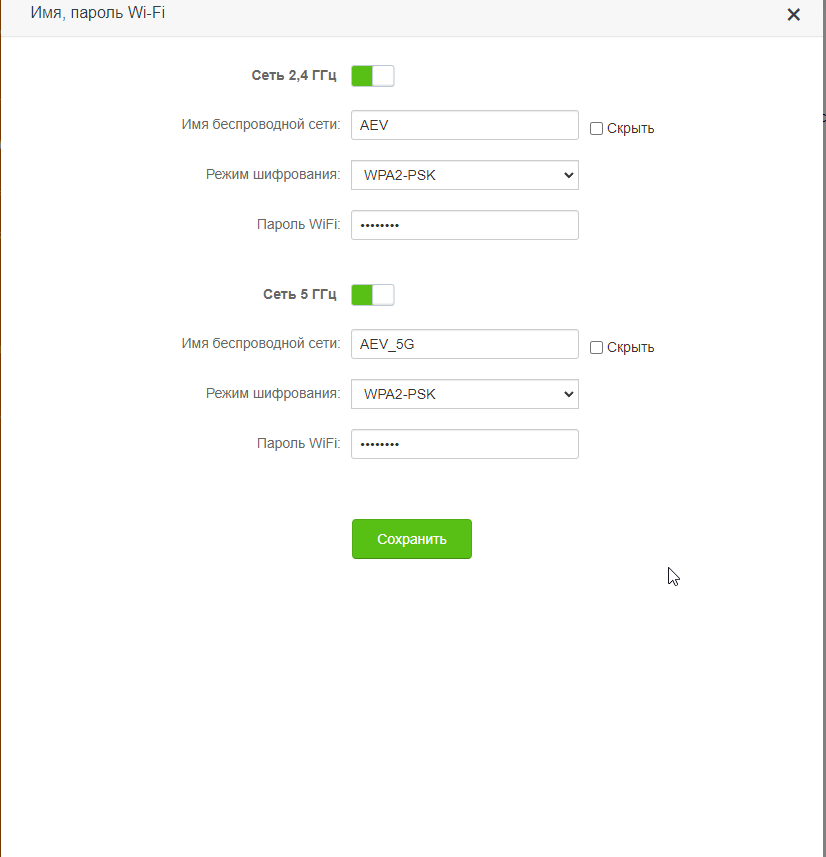 Имя, пароль Wi-Fi
Сеть 2,4 ГГц
Имя беспроводной сети: AEV Скрыть
Режим шифрования: WPA2-PSK
Пароль WiFi: ••••••••
Сеть 5 ГГц
Имя беспроводной сети: AEV_5G Скрыть
Режим шифрования: WPA2-PSK
Пароль WiFi: ••••••••
Сохранить